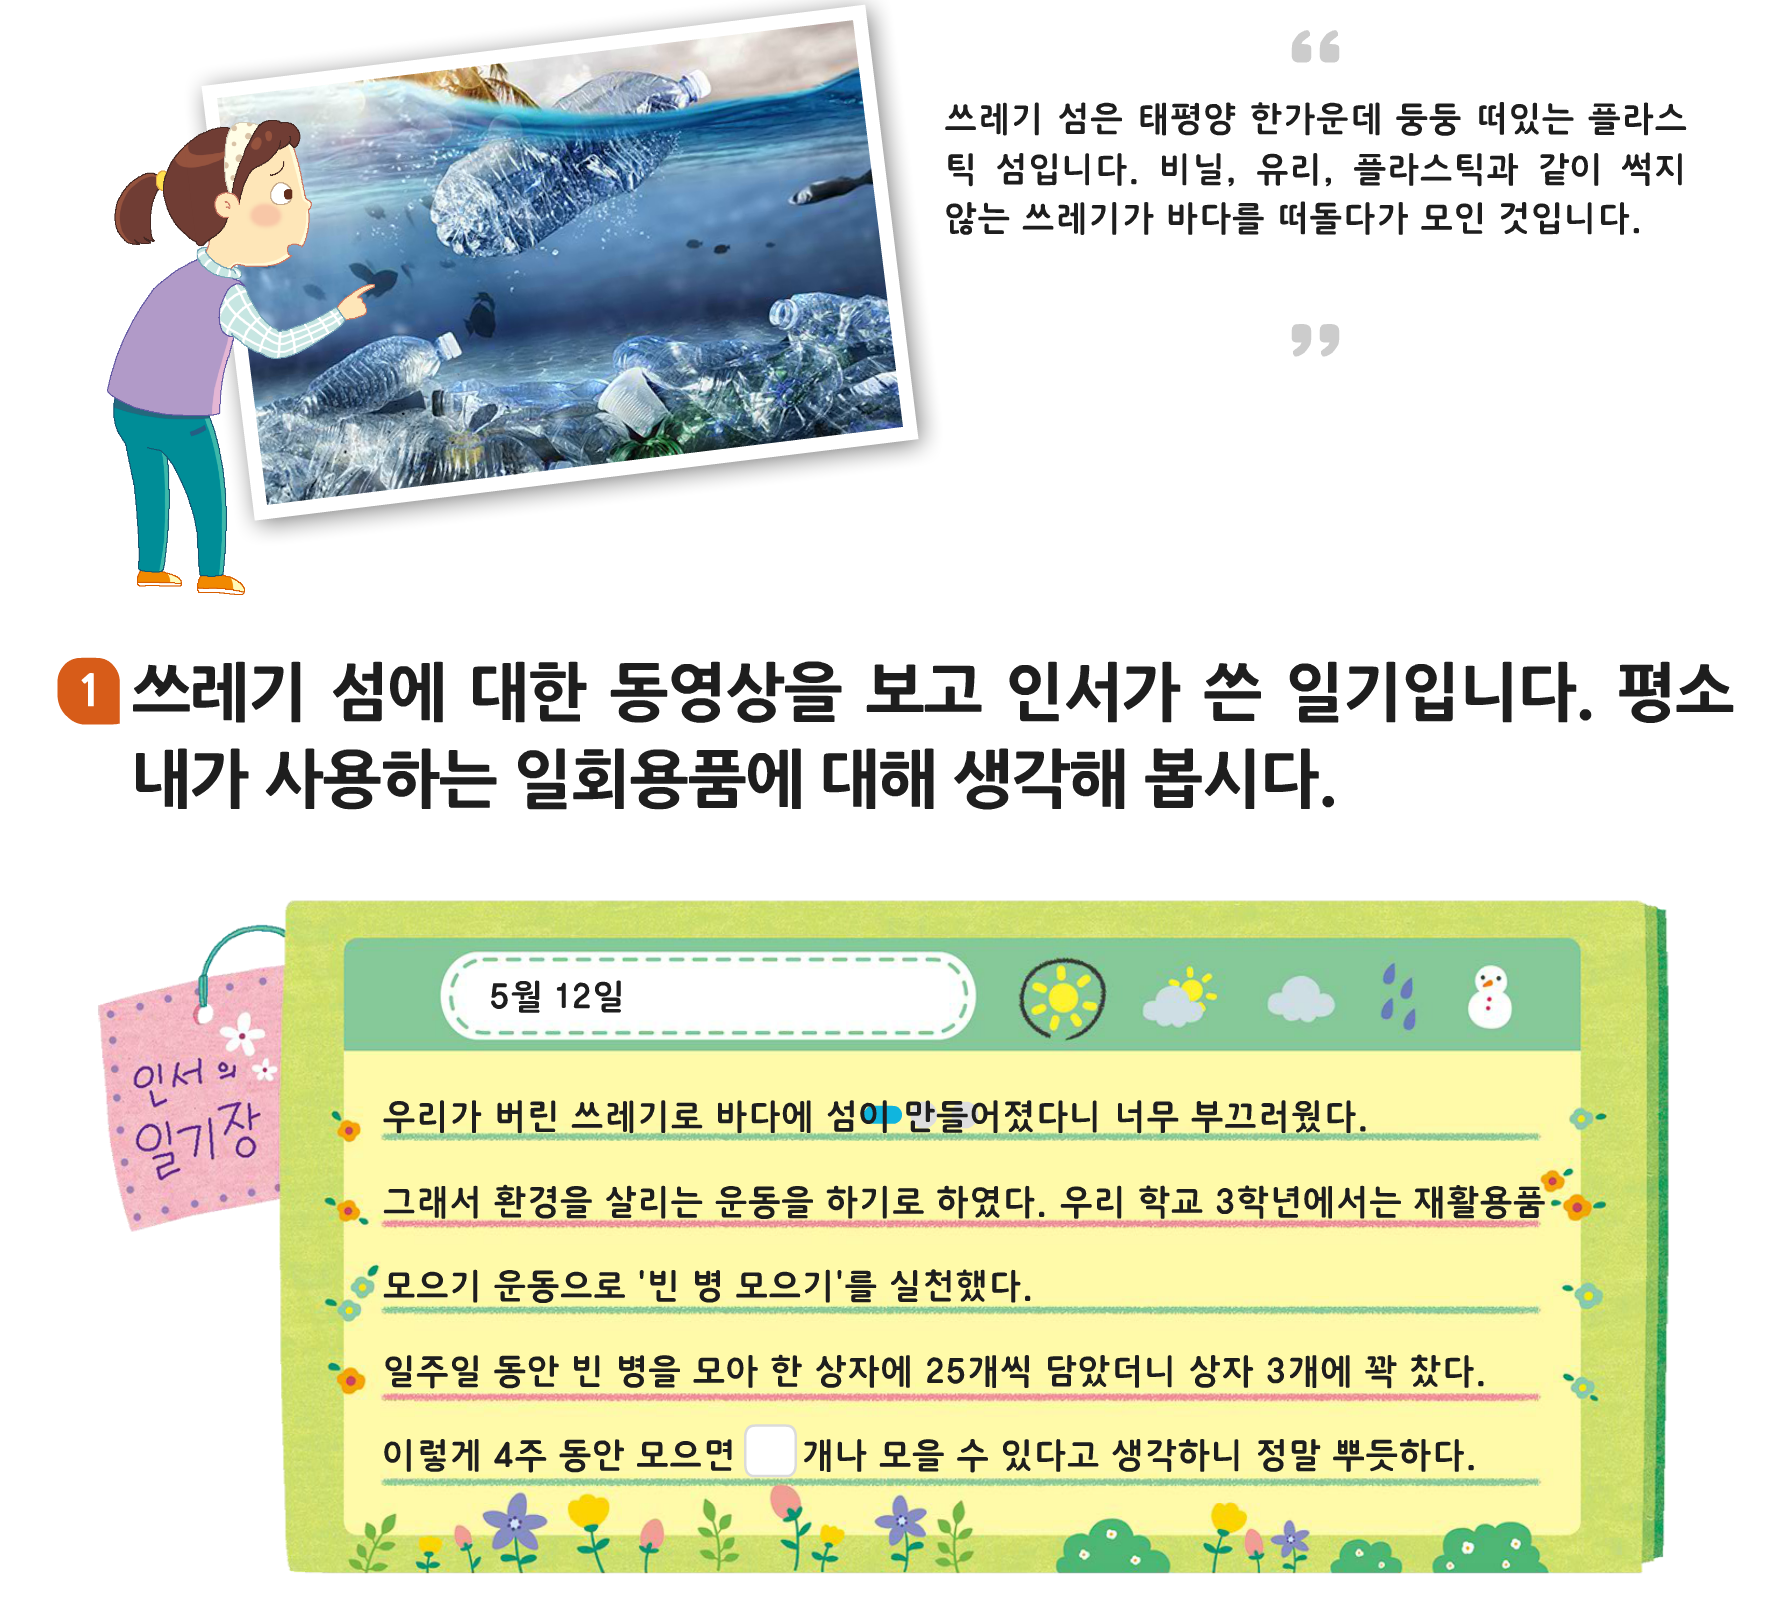 “
쓰레기 섬은 태평양 한가운데 둥둥 떠있는 플라스
틱 섬입니다. 비닐, 유리, 플라스틱과 같이 썩지
않는 쓰레기가 바다를 떠돌다가 모인 것입니다.
”
1 쓰레기 섬에 대한 동영상을 보고 인서가 쓴 일기입니다. 평소
내가 사용하는 일회용품에 대해 생각해 봅시다.
인서의
일기장
5월 12일
우리가 버린 쓰레기로 바다에 섬이 만들어졌다니 너무 부끄러웠다.
그래서 환경을 살리는 운동을 하기로 하였다. 우리 학교 3학년에서는 재활용품
모으기 운동으로 '빈 병 모으기'를 실천했다.
일주일 동안 빈 병을 모아 한 상자에 25개씩 담았더니 상자 3개에 꽉 찼다.
이렇게 4주 동안 모으면 개나 모을 수 있다고 생각하니 정말 뿌듯하다.